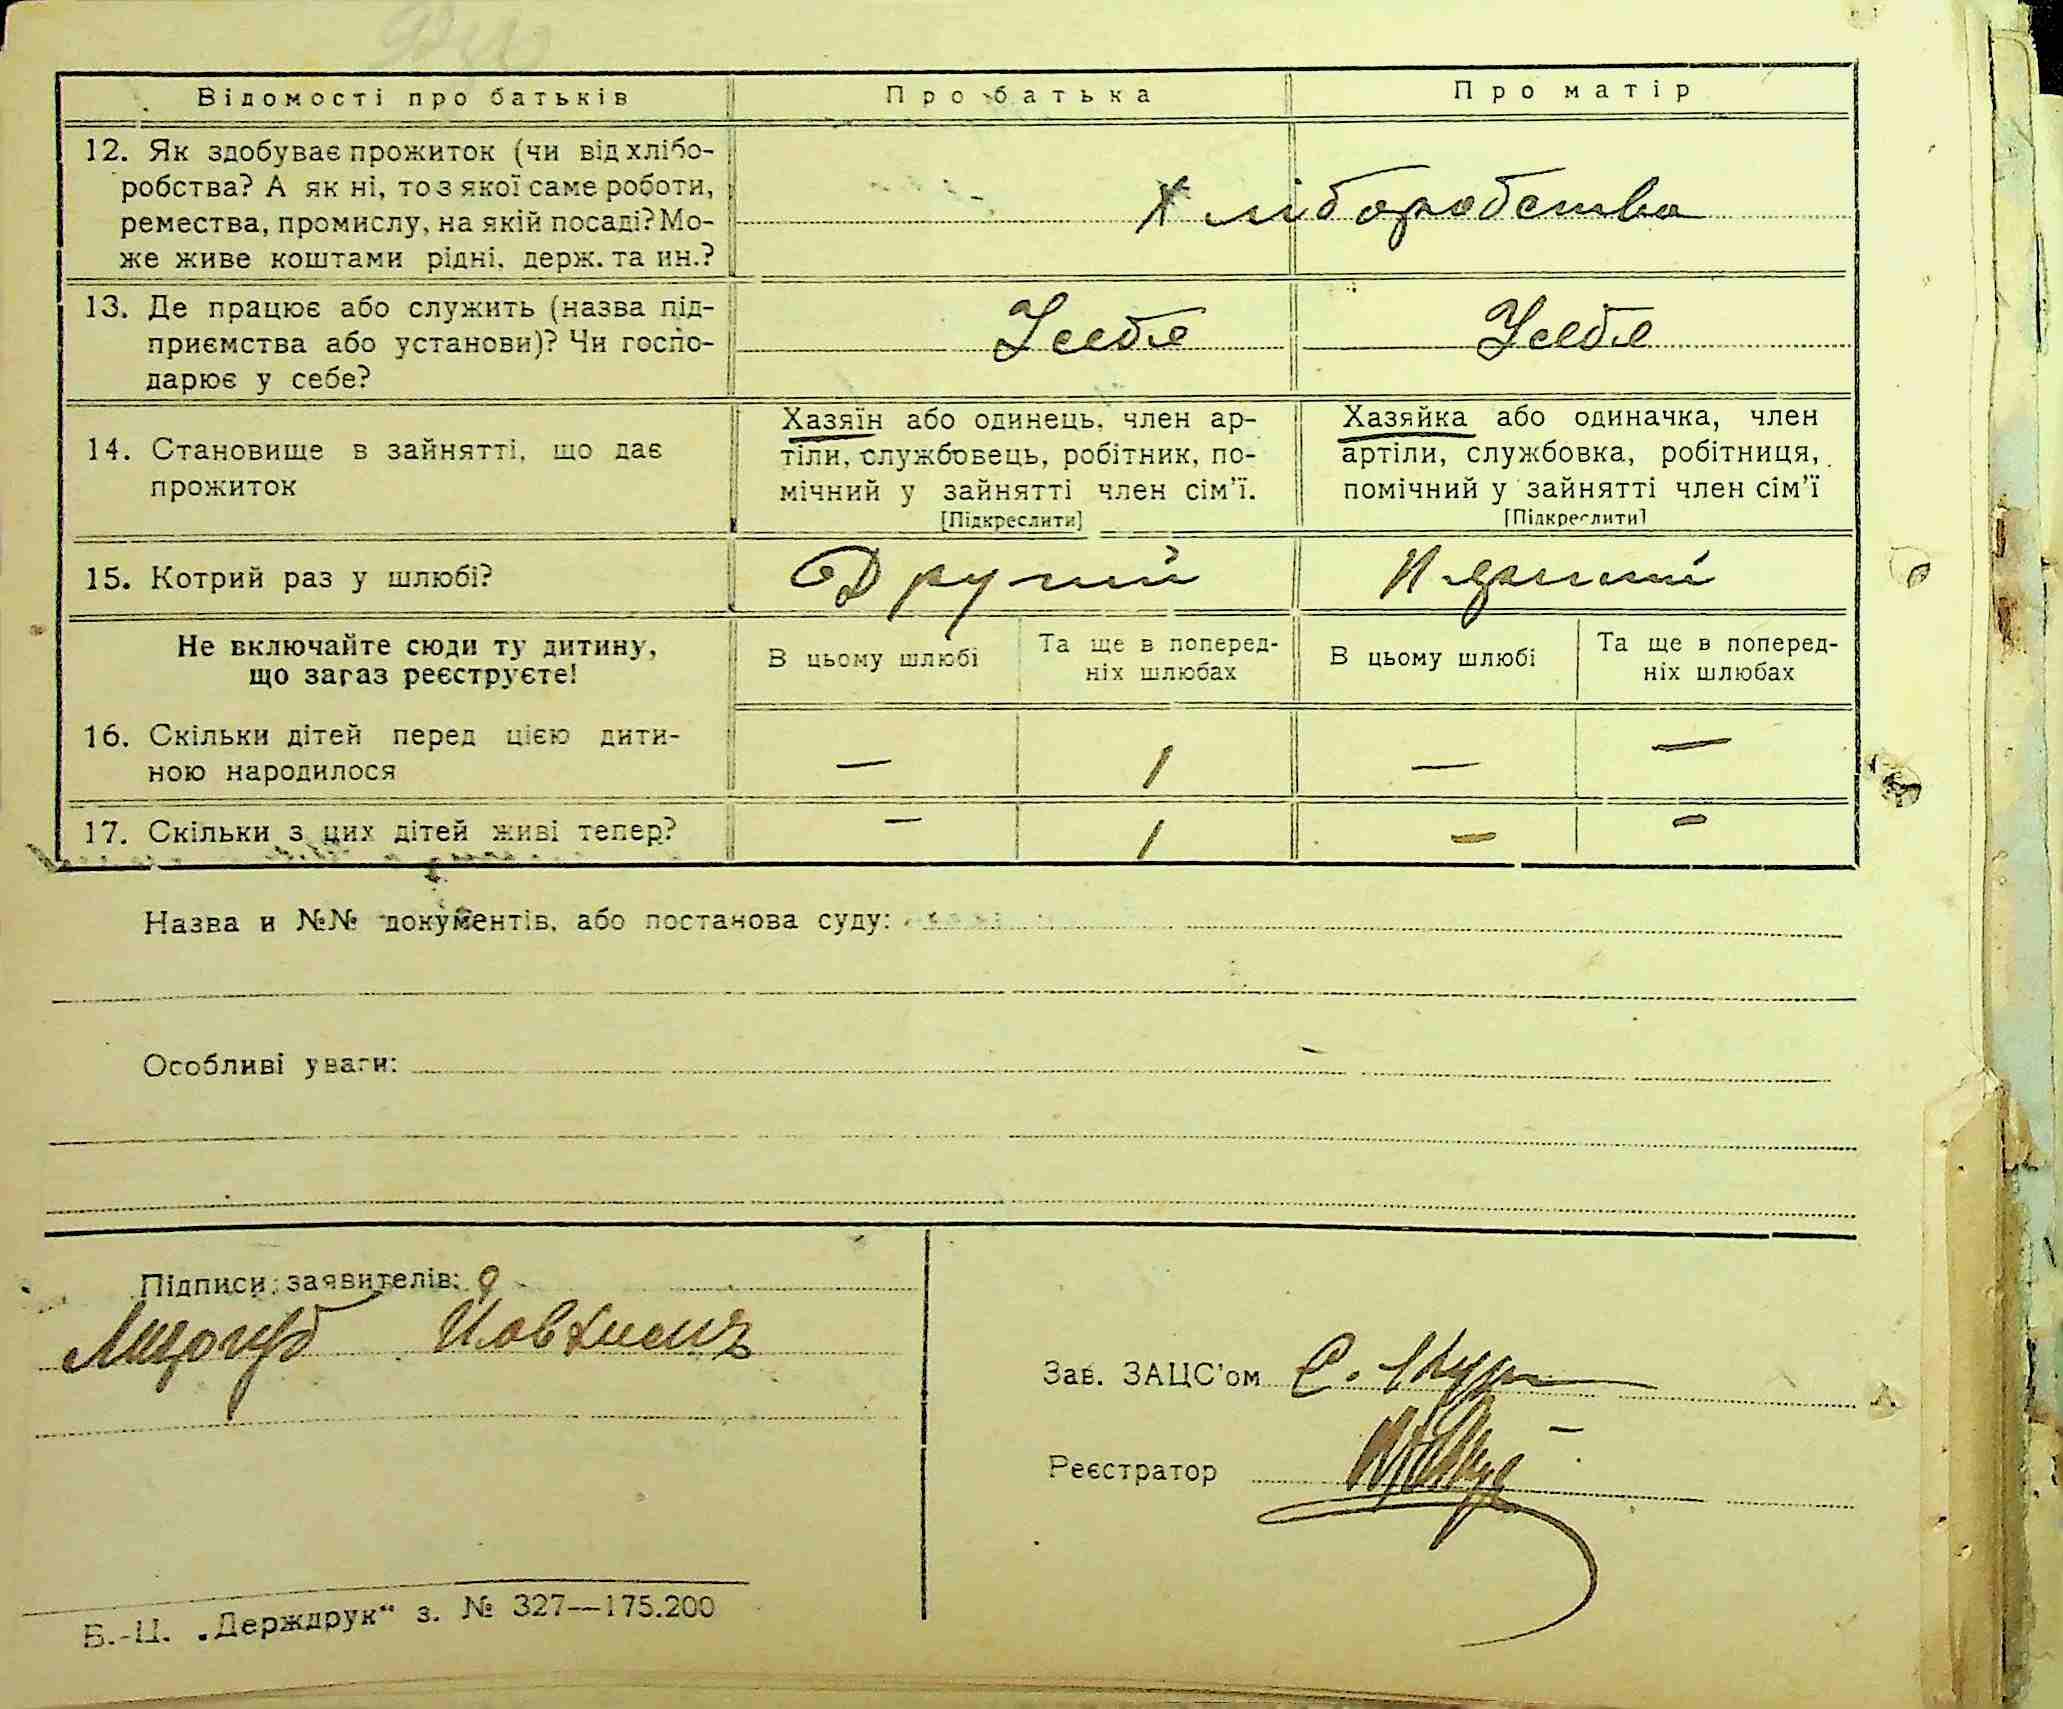 Відомості про батьків Про батька Про матір
12. Як здобуває прожиток (чи від хлібо-
робства? А як ні, то з якої саме роботи,
ремества, промислу, на якій посаді? Мо-
же живе коштами рідні, держ. та ин.?
Хліборобства
13. Де працює або служить (назва під-
приємства або установи)? Чи госпо-
дарює у себе?
Усебе Усебе
14. Становище в зайнятті, що дає
прожиток
Хазяїн або одинець, член ар-
тіли, службовець, робітник, по-
мічний у зайнятті член сім'ї.
[Підкреслити]
Хазяйка або одиначка, член
артіли, службовка, робітниця,
помічний у зайнятті член сім'ї
[Підкреслити]
15. Котрий раз у шлюбі? Другий Перший
Не включайте сюди ту дитину,
що загаз реєструєте!
В цьому шлюбі
Та ще в поперед-
ніх шлюбах
В цьому шлюбі
Та ще в поперед-
ніх шлюбах
16. Скільки дітей перед цією дити-
ною народилося
— 1 — —
17. Скільки з цих дітей живі тепер? — 1 — —
Назва и №№ документів, або постанова суду:
Особливі уваги:
Підписи заявителів:
Зав. ЗАЦС'ом С.
Реєстратор
Б.-Ц. „Держдрук“ з. № 327—175.200